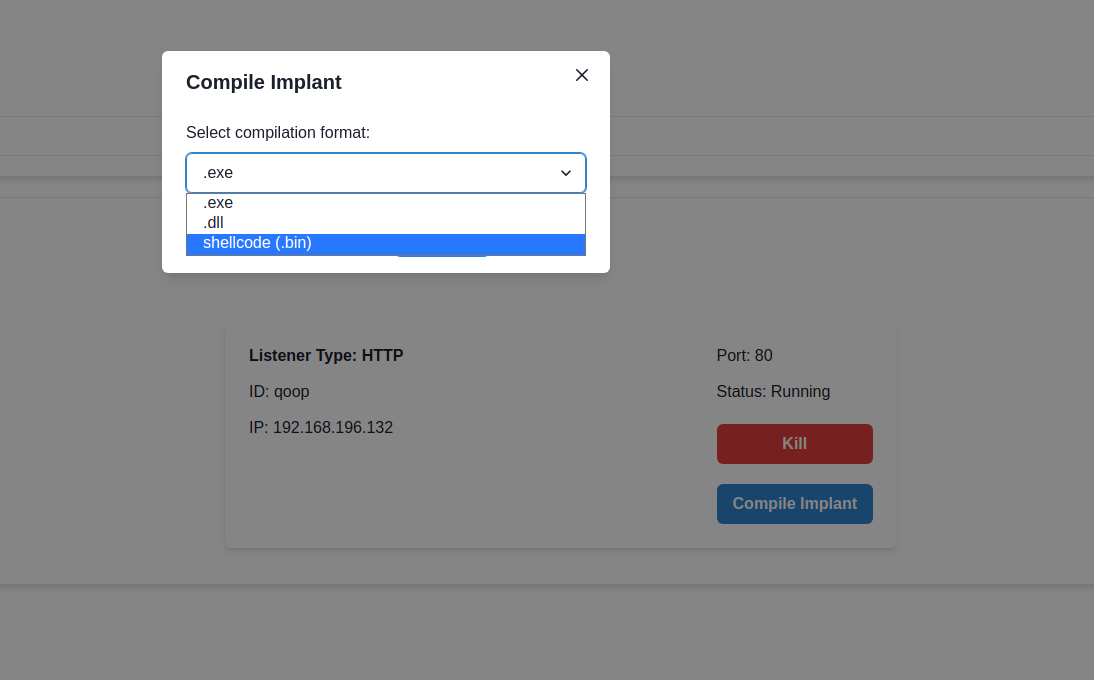 Compile Implant
Select compilation format:
.exe
.exe
.dll
shellcode (.bin)
Listener Type: HTTP
Port: 80
ID: qoop
Status: Running
IP: 192.168.196.132
Kill
Compile Implant